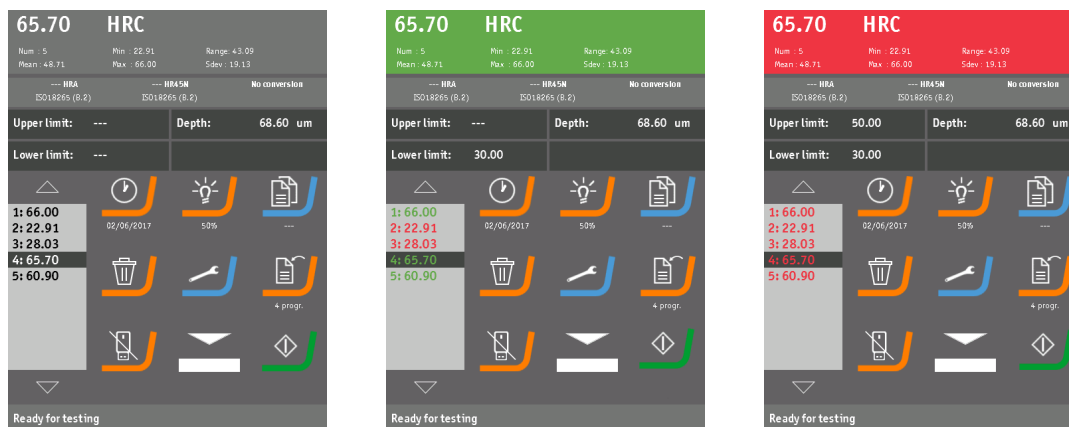 65.70 HRC
Num : 5 Min : 22.91 Range: 43.09
Mean : 48.71 Max : 66.00 Sdev : 19.13
--- HRA --- HR45N No conversion
ISO18265 (B.2) ISO18265 (B.2)
Upper limit: --- Depth: 68.60 um
Lower limit: ---
1: 66.00
2: 22.91
3: 28.03
4: 65.70
5: 60.90
02/06/2017 50% ---
4 progr.
Ready for testing
65.70 HRC
Num : 5 Min : 22.91 Range: 43.09
Mean : 48.71 Max : 66.00 Sdev : 19.13
--- HRA --- HR45N No conversion
ISO18265 (B.2) ISO18265 (B.2)
Upper limit: --- Depth: 68.60 um
Lower limit: 30.00
1: 66.00
2: 22.91
3: 28.03
4: 65.70
5: 60.90
02/06/2017 50% ---
4 progr.
Ready for testing
65.70 HRC
Num : 5 Min : 22.91 Range: 43.09
Mean : 48.71 Max : 66.00 Sdev : 19.13
--- HRA --- HR45N No conversion
ISO18265 (B.2) ISO18265 (B.2)
Upper limit: 50.00 Depth: 68.60 um
Lower limit: 30.00
1: 66.00
2: 22.91
3: 28.03
4: 65.70
5: 60.90
02/06/2017 50% ---
4 progr.
Ready for testing